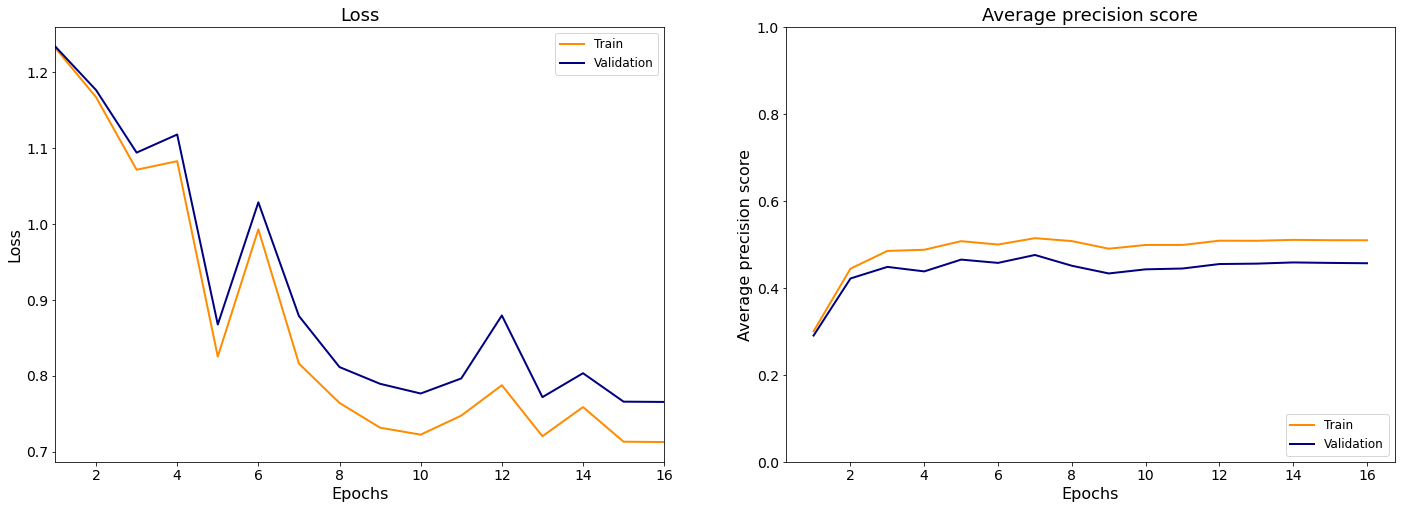 Loss
Train
Validation
1.2
1.1
1.0
0.9
0.8
0.7
Loss
2 4 6 8 10 12 14 16
Epochs
Average precision score
1.0
0.8
0.6
0.4
0.2
0.0
Average precision score
Train
Validation
2 4 6 8 10 12 14 16
Epochs